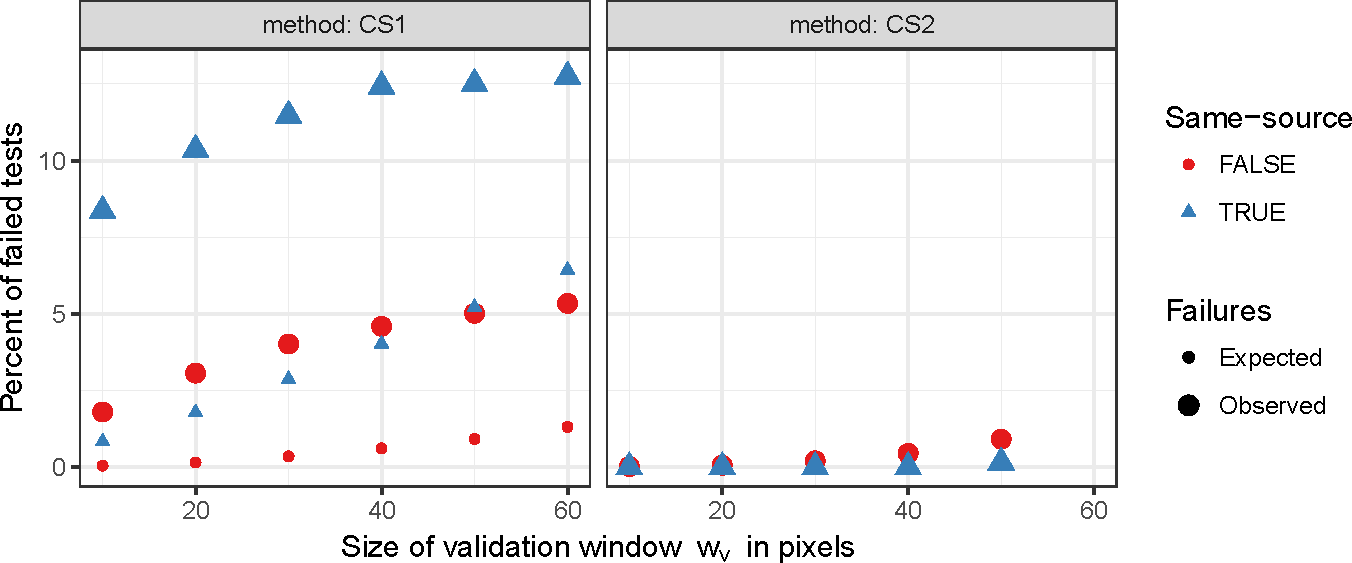 method: CS1
method: CS2
Percent of failed tests
10
5
0
20
40
60
20
40
60
Size of validation window wv in pixels
Same−source
FALSE
TRUE
Failures
Expected
Observed